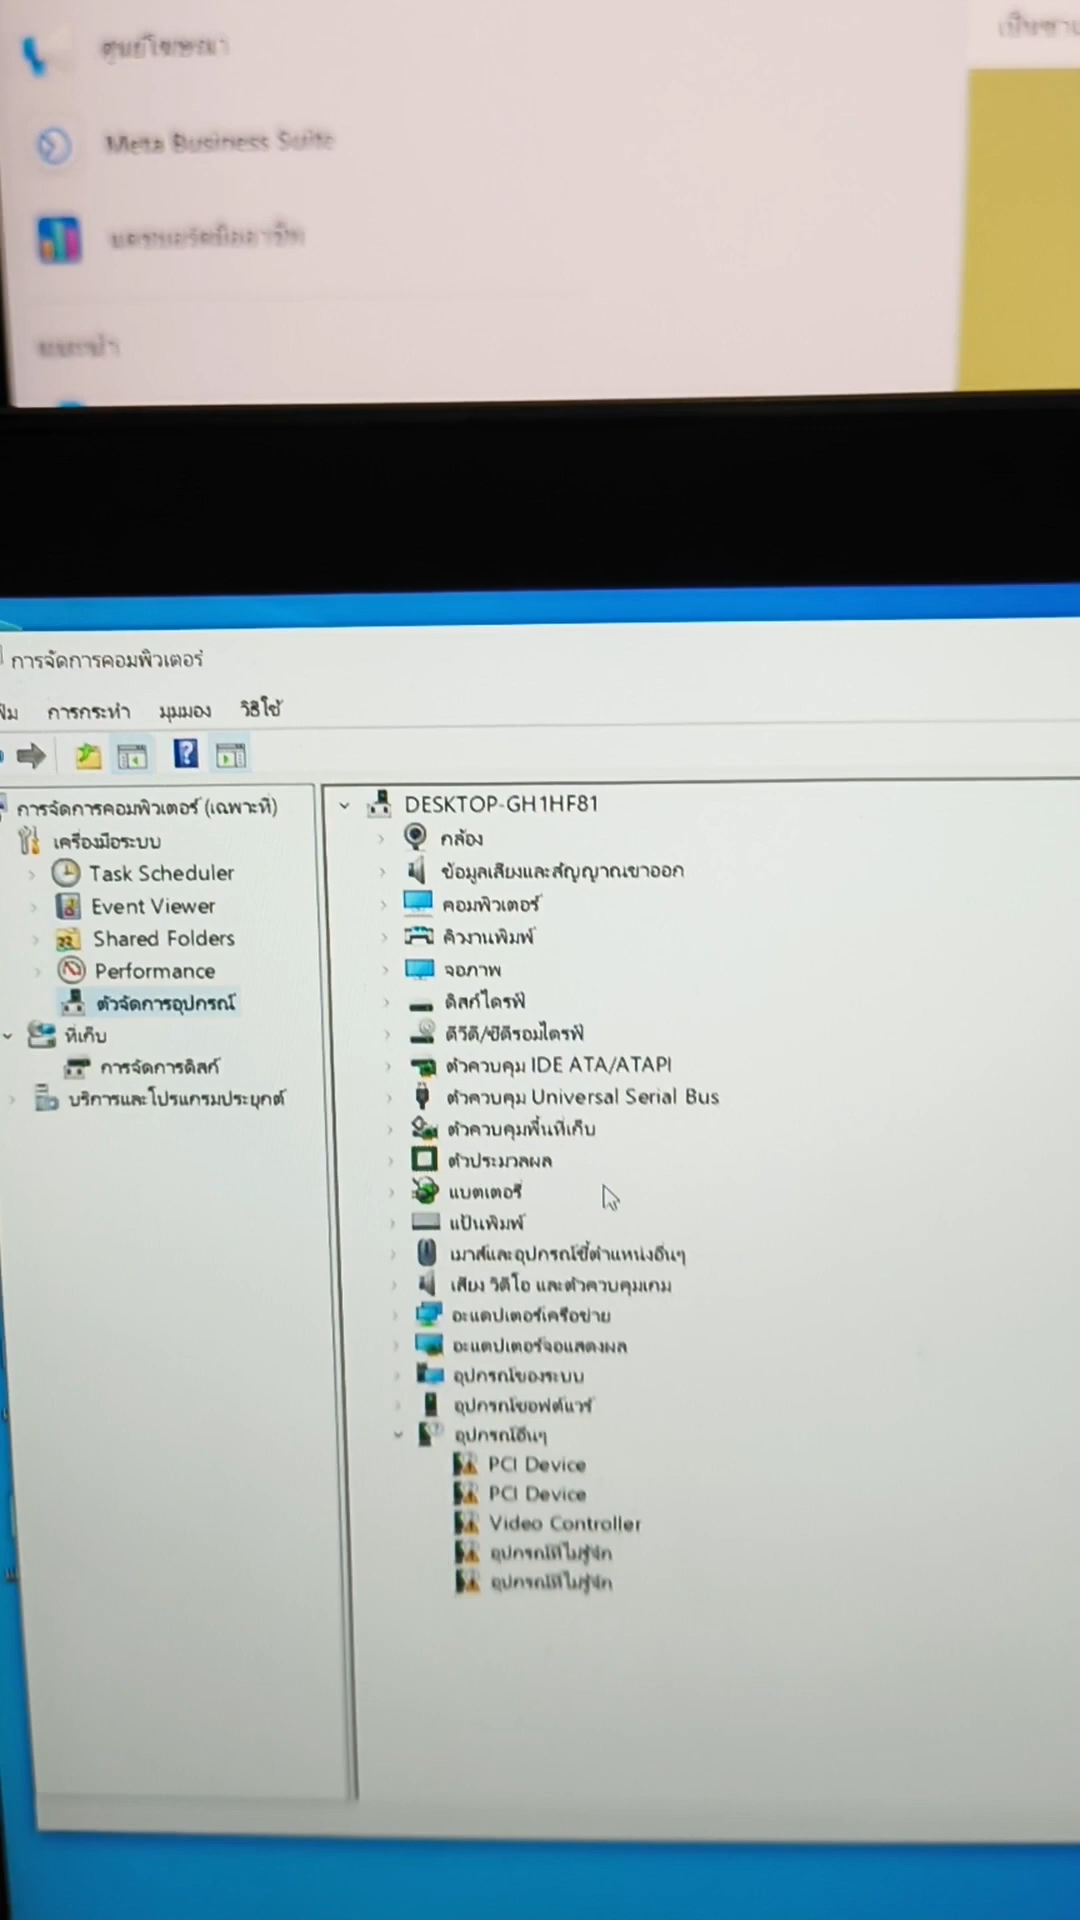 ศูนย์โฆษณา
Meta Business Suite
แนะนำ
การจัดการคอมพิวเตอร์
การกระทำ มุมมอง วิธีใช้
การจัดการคอมพิวเตอร์ (เฉพาะที่)
เครื่องมือระบบ
Task Scheduler
Event Viewer
Shared Folders
Performance
ตัวจัดการอุปกรณ์
ที่เก็บ
การจัดการดิสก์
บริการและโปรแกรมประยุกต์
DESKTOP-GH1HF81
กล้อง
ข้อมูลเสียงและสัญญาณขาออก
คอมพิวเตอร์
คิวงานพิมพ์
จอภาพ
ดิสก์ไดรฟ์
ดีวีดี/ซีดีรอมไดรฟ์
ตัวควบคุม IDE ATA/ATAPI
ตัวควบคุม Universal Serial Bus
ตัวควบคุมพื้นที่เก็บ
ตัวประมวลผล
แบตเตอรี่
แป้นพิมพ์
เมาส์และอุปกรณ์ชี้ตำแหน่งอื่นๆ
เสียง วิดีโอ และตัวควบคุมเกม
อะแดปเตอร์เครือข่าย
อะแดปเตอร์จอแสดงผล
อุปกรณ์ของระบบ
อุปกรณ์ซอฟต์แวร์
อุปกรณ์อื่นๆ
PCI Device
PCI Device
Video Controller
อุปกรณ์ที่ไม่รู้จัก
อุปกรณ์ที่ไม่รู้จัก